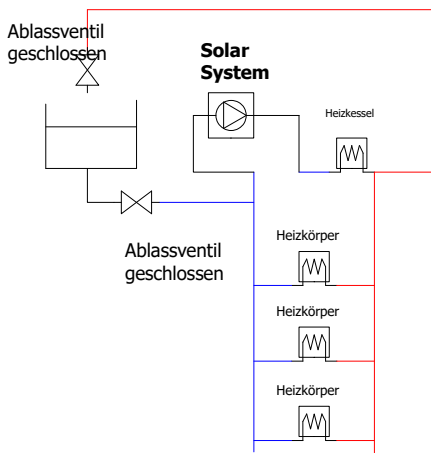 Ablassventil
geschlossen
Solar
System
Heizkessel
Ablassventil
geschlossen
Heizkörper
Heizkörper
Heizkörper